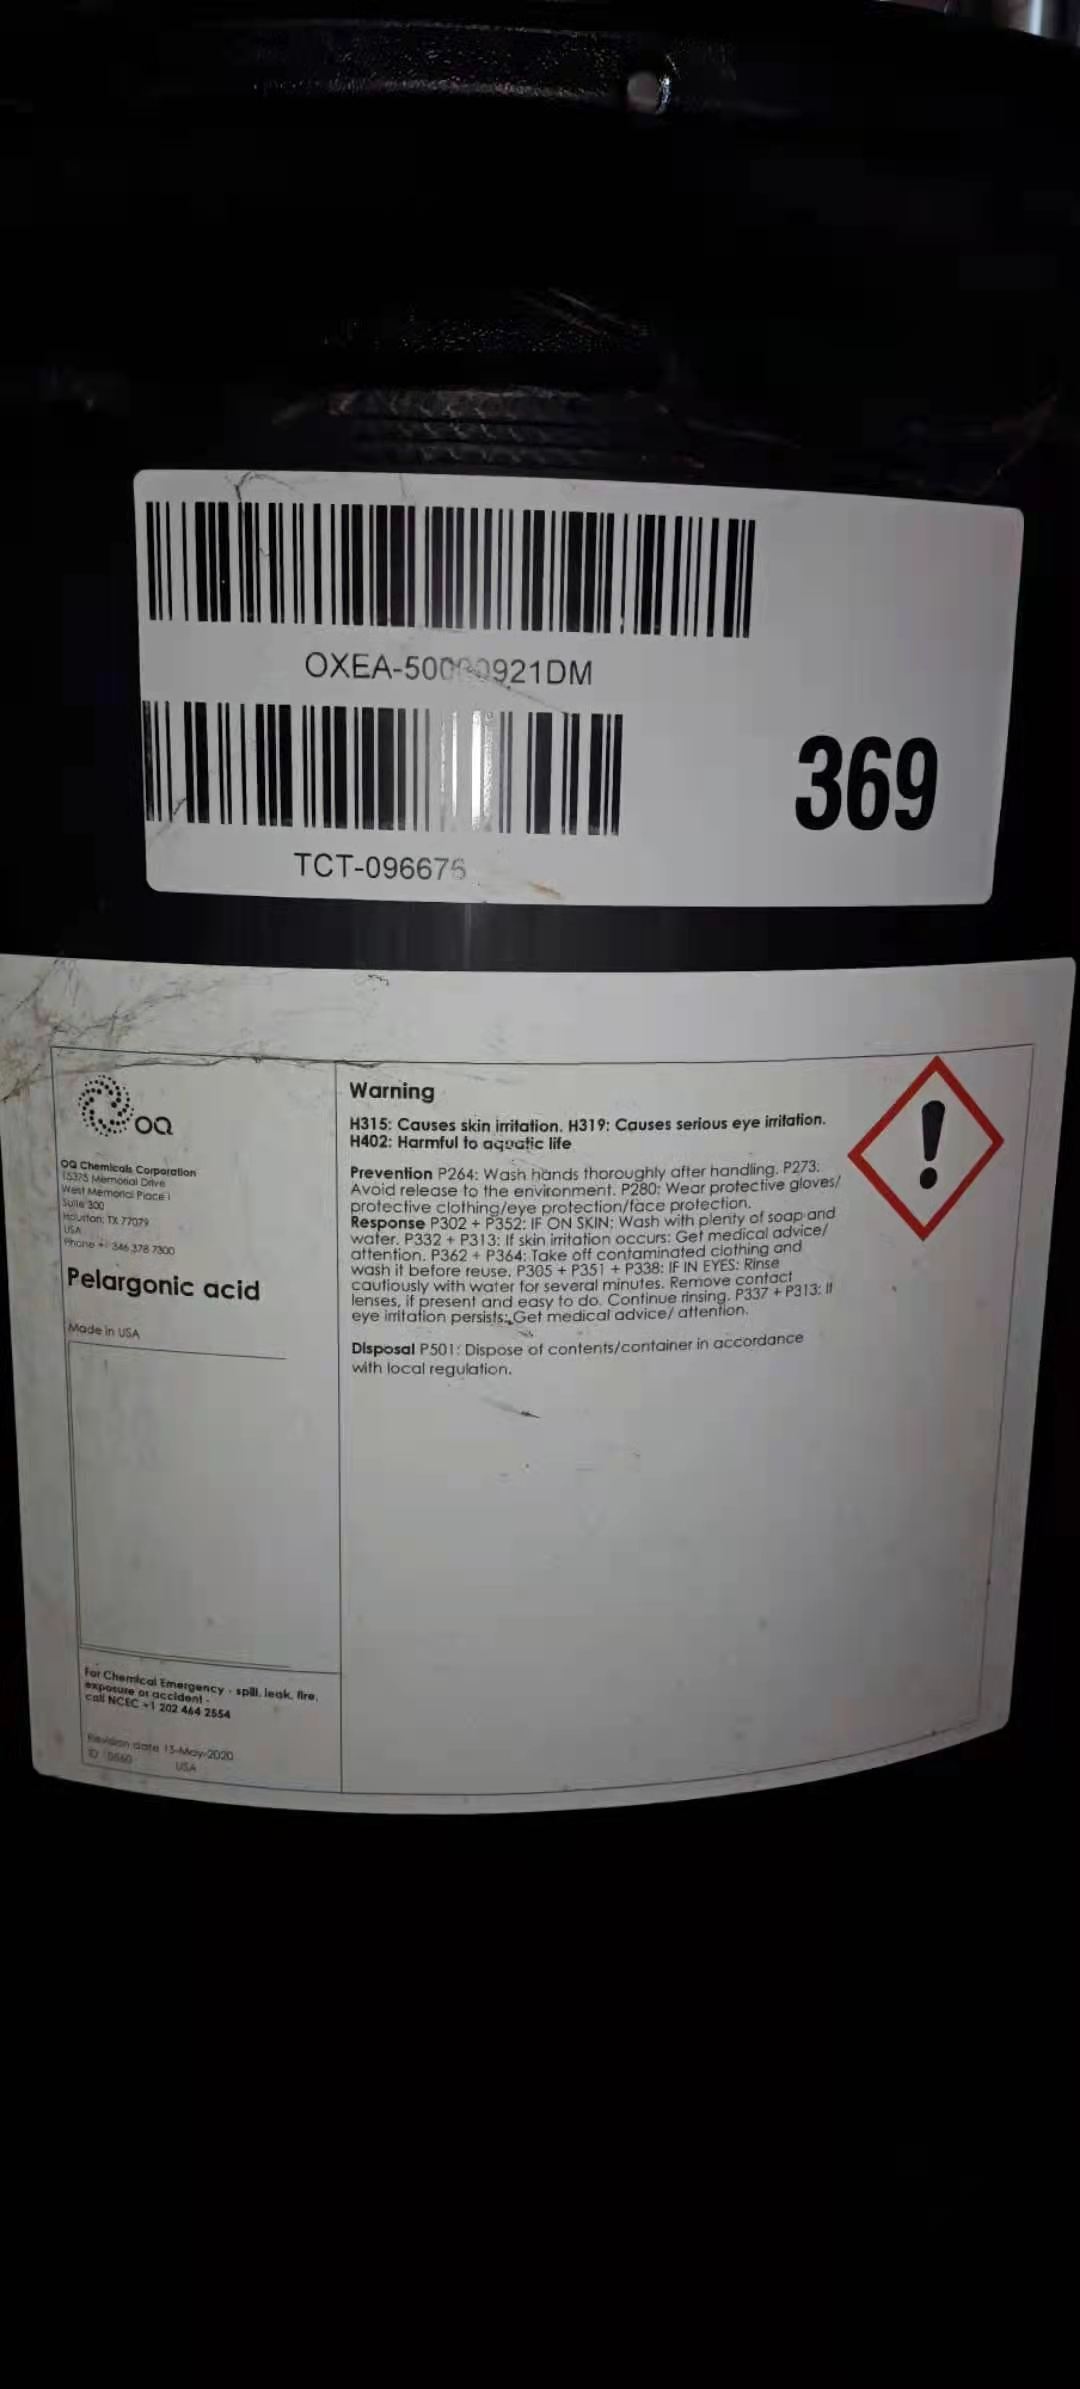 369
TCT-096676
OQ
OQ Chemicals Corporation
15375 Memorial Drive
West Memorial Place I
Suite 300
Houston, TX 77079
USA
Phone +1 346 378 7300
Pelargonic acid
Made in USA
For Chemical Emergency - spill, leak, fire,
exposure or accident -
call NCEC +1 202 464 2554
Revision date 13-May-2020
ID
USA
Warning
H315: Causes skin irritation. H319: Causes serious eye irritation.
H402: Harmful to aquatic life
Prevention P264: Wash hands thoroughly after handling. P273:
Avoid release to the environment. P280: Wear protective gloves/
protective clothing/eye protection/face protection.
Response P302 + P352: IF ON SKIN: Wash with plenty of soap and
water. P332 + P313: If skin irritation occurs: Get medical advice/
attention. P362 + P364: Take off contaminated clothing and
wash it before reuse. P305 + P351 + P338: IF IN EYES: Rinse
cautiously with water for several minutes. Remove contact
lenses, if present and easy to do. Continue rinsing. P337 + P313: If
eye irritation persists: Get medical advice/ attention.
Disposal P501: Dispose of contents/container in accordance
with local regulation.